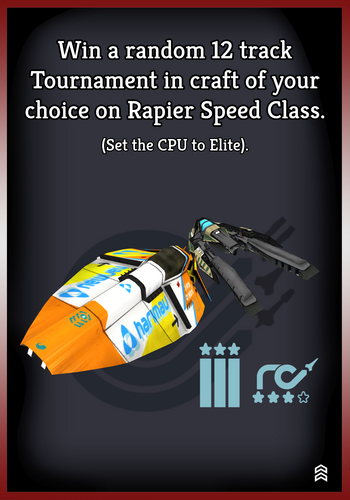 Win a random 12 track
Tournament in craft of your
choice on Rapier Speed Class.
(Set the CPU to Elite).